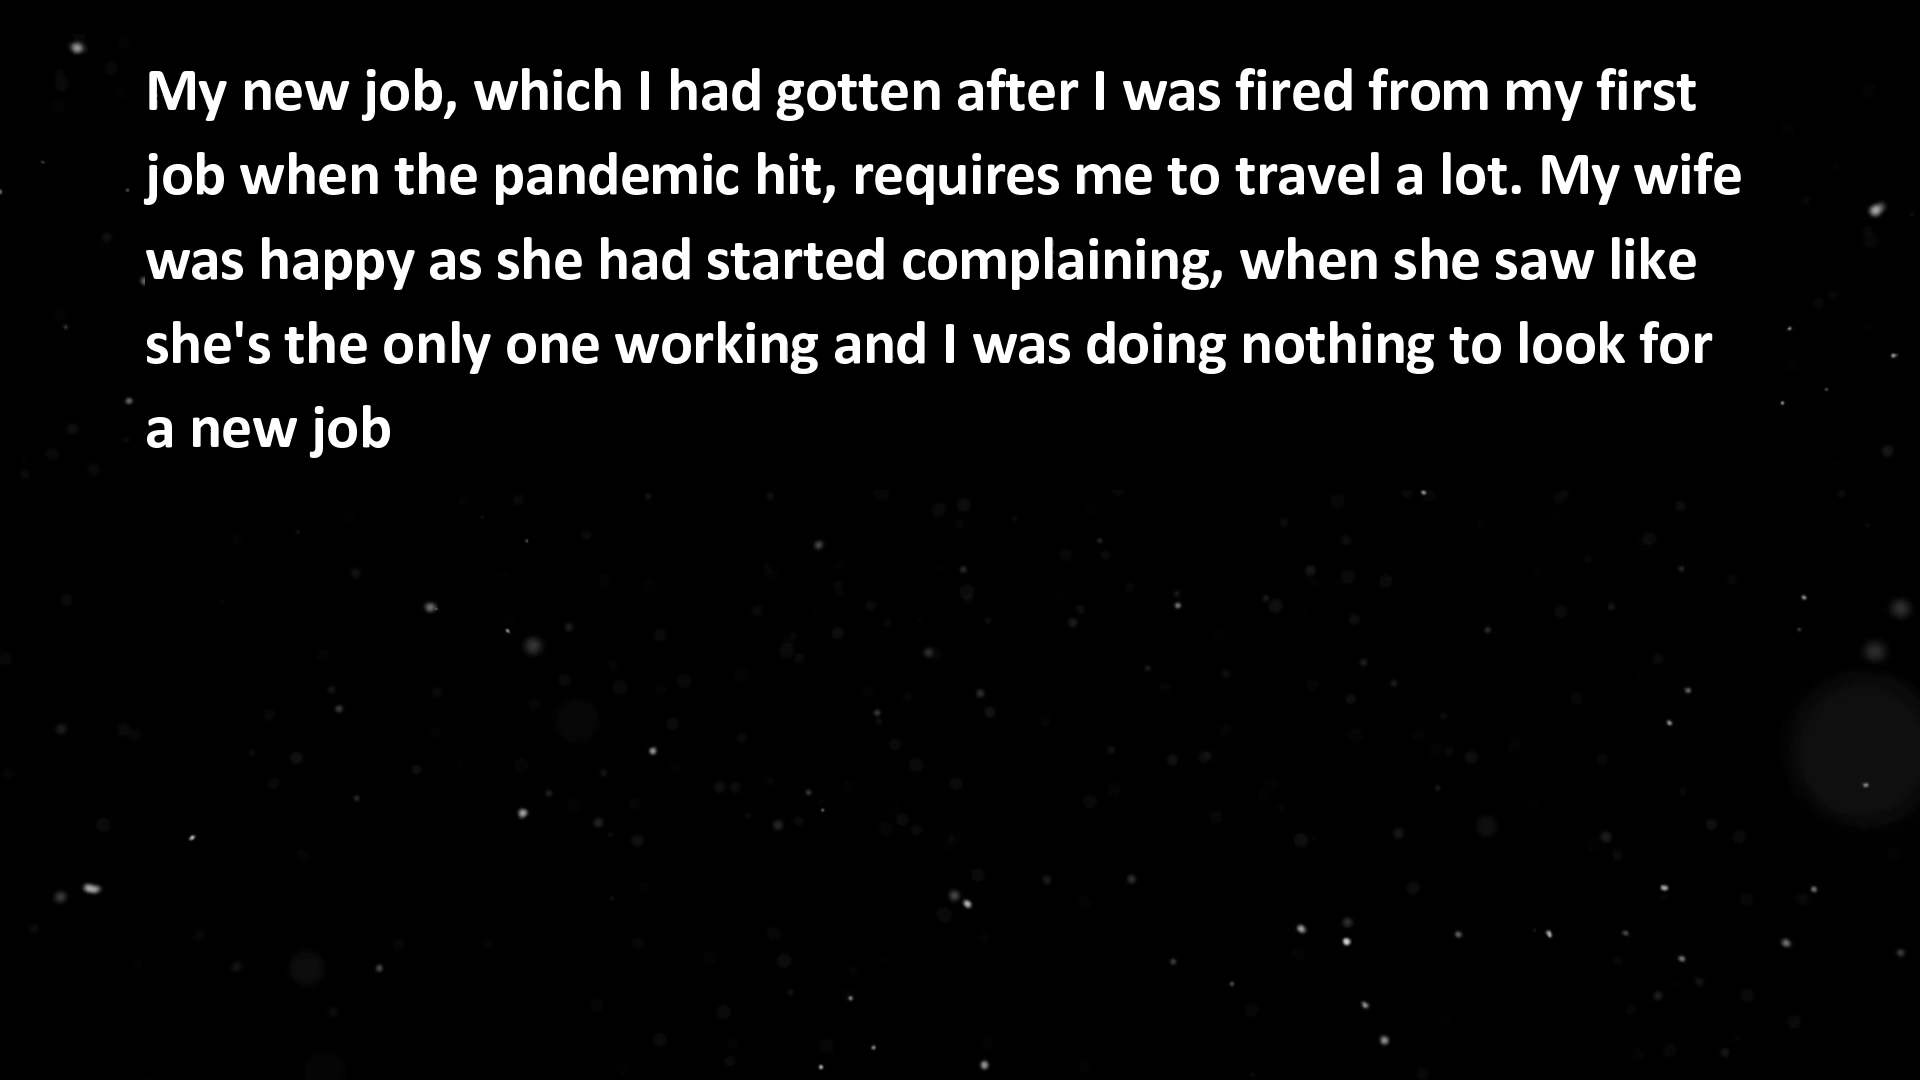 My new job, which I had gotten after I was fired from my first
job when the pandemic hit, requires me to travel a lot. My wife
was happy as she had started complaining, when she saw like
she's the only one working and I was doing nothing to look for
a new job